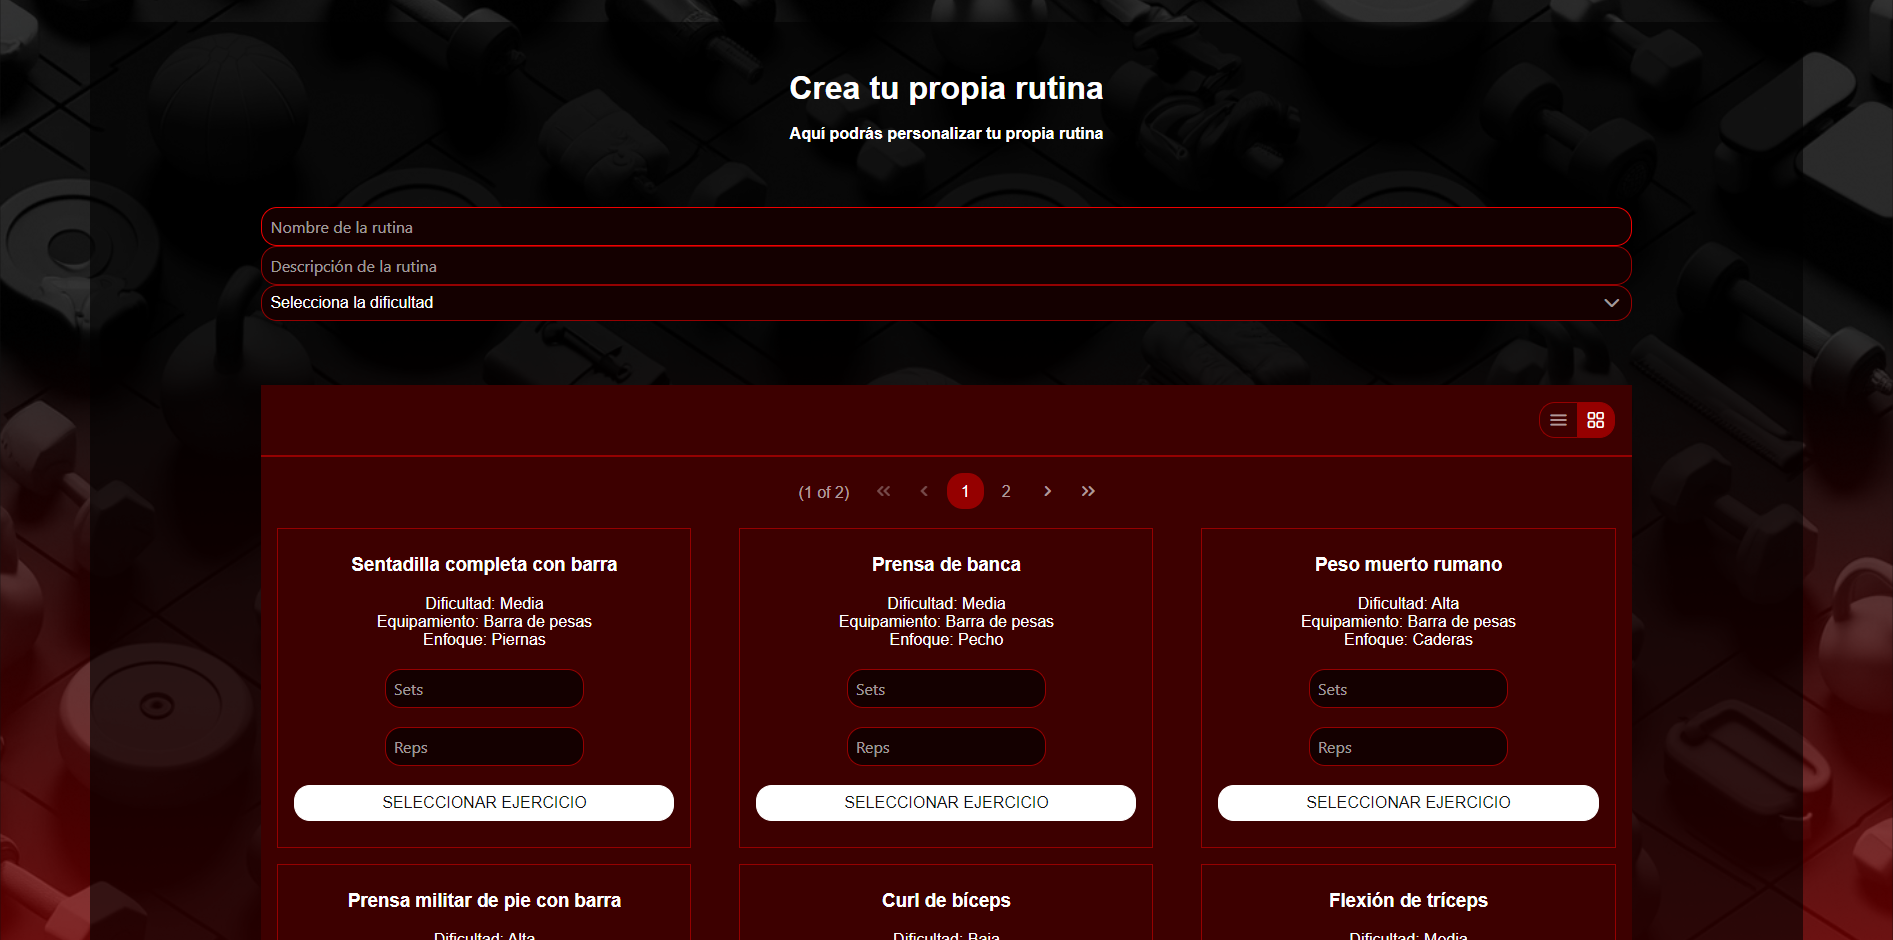 Crea tu propia rutina
Aquí podrás personalizar tu propia rutina
Nombre de la rutina
Descripción de la rutina
Selecciona la dificultad
(1 of 2) 1 2
Sentadilla completa con barra
Dificultad: Media
Equipamiento: Barra de pesas
Enfoque: Piernas
Sets
Reps
SELECCIONAR EJERCICIO
Prensa de banca
Dificultad: Media
Equipamiento: Barra de pesas
Enfoque: Pecho
Sets
Reps
SELECCIONAR EJERCICIO
Peso muerto rumano
Dificultad: Alta
Equipamiento: Barra de pesas
Enfoque: Caderas
Sets
Reps
SELECCIONAR EJERCICIO
Prensa militar de pie con barra
Dificultad: Alta
Curl de bíceps
Dificultad: Baja
Flexión de tríceps
Dificultad: Media